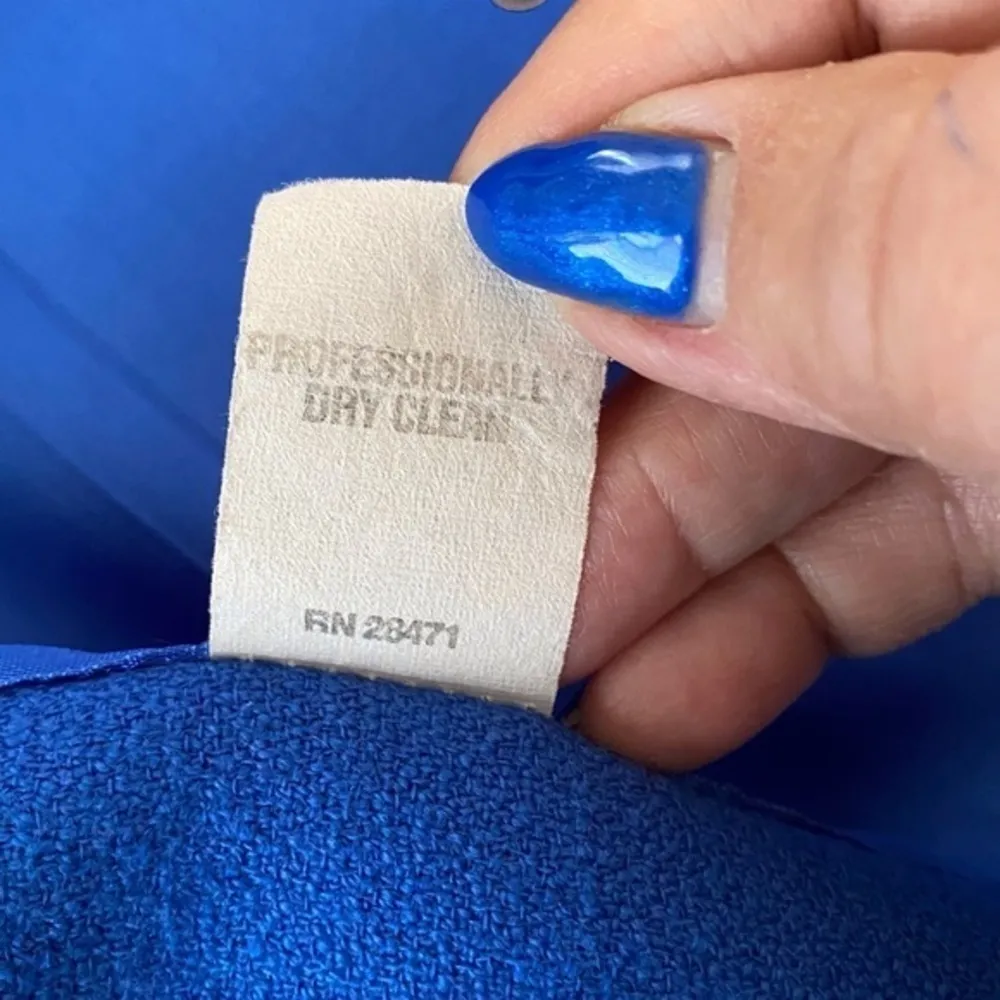 PROFESSIONALLY
DRY CLEAN
RN 28471